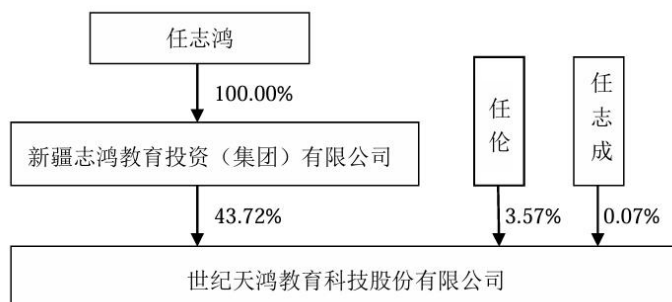 任志鸿
100.00%
任伦
任志成
新疆志鸿教育投资（集团）有限公司
43.72%
3.57%
0.07%
世纪天鸿教育科技股份有限公司